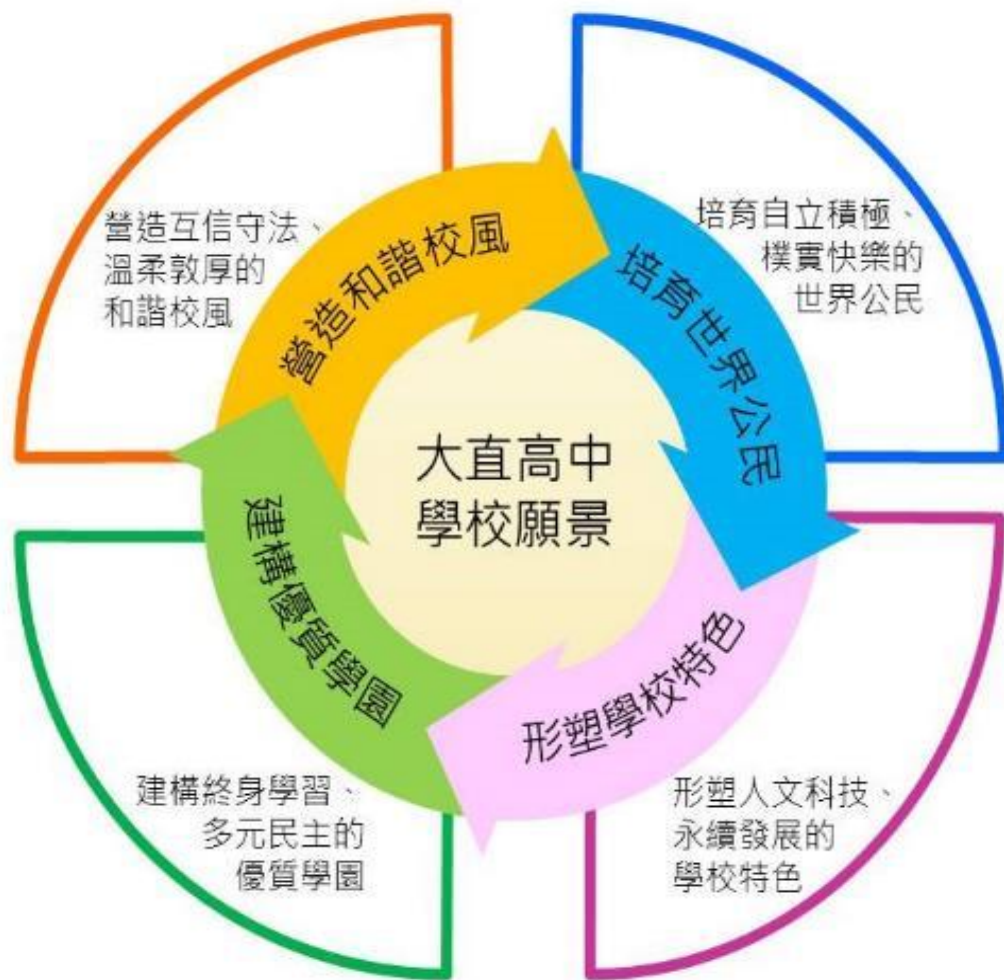 營造互信守法、
溫柔敦厚的
和諧校風
營造和諧校風
培育自立積極、
樸實快樂的
世界公民
培育世界公民
大直高中
學校願景
建構優質學園
建構終身學習、
多元民主的
優質學園
形塑學校特色
形塑人文科技、
永續發展的
學校特色